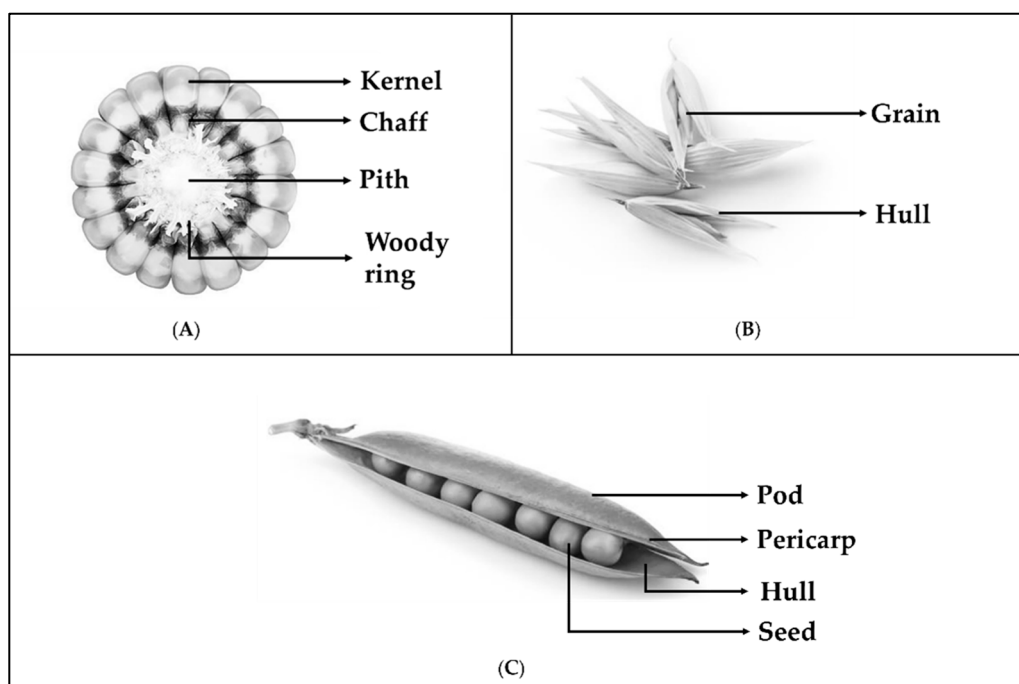 Kernel
Chaff
Pith
Woody
ring
(A)
Grain
Hull
(B)
Pod
Pericarp
Hull
Seed
(C)